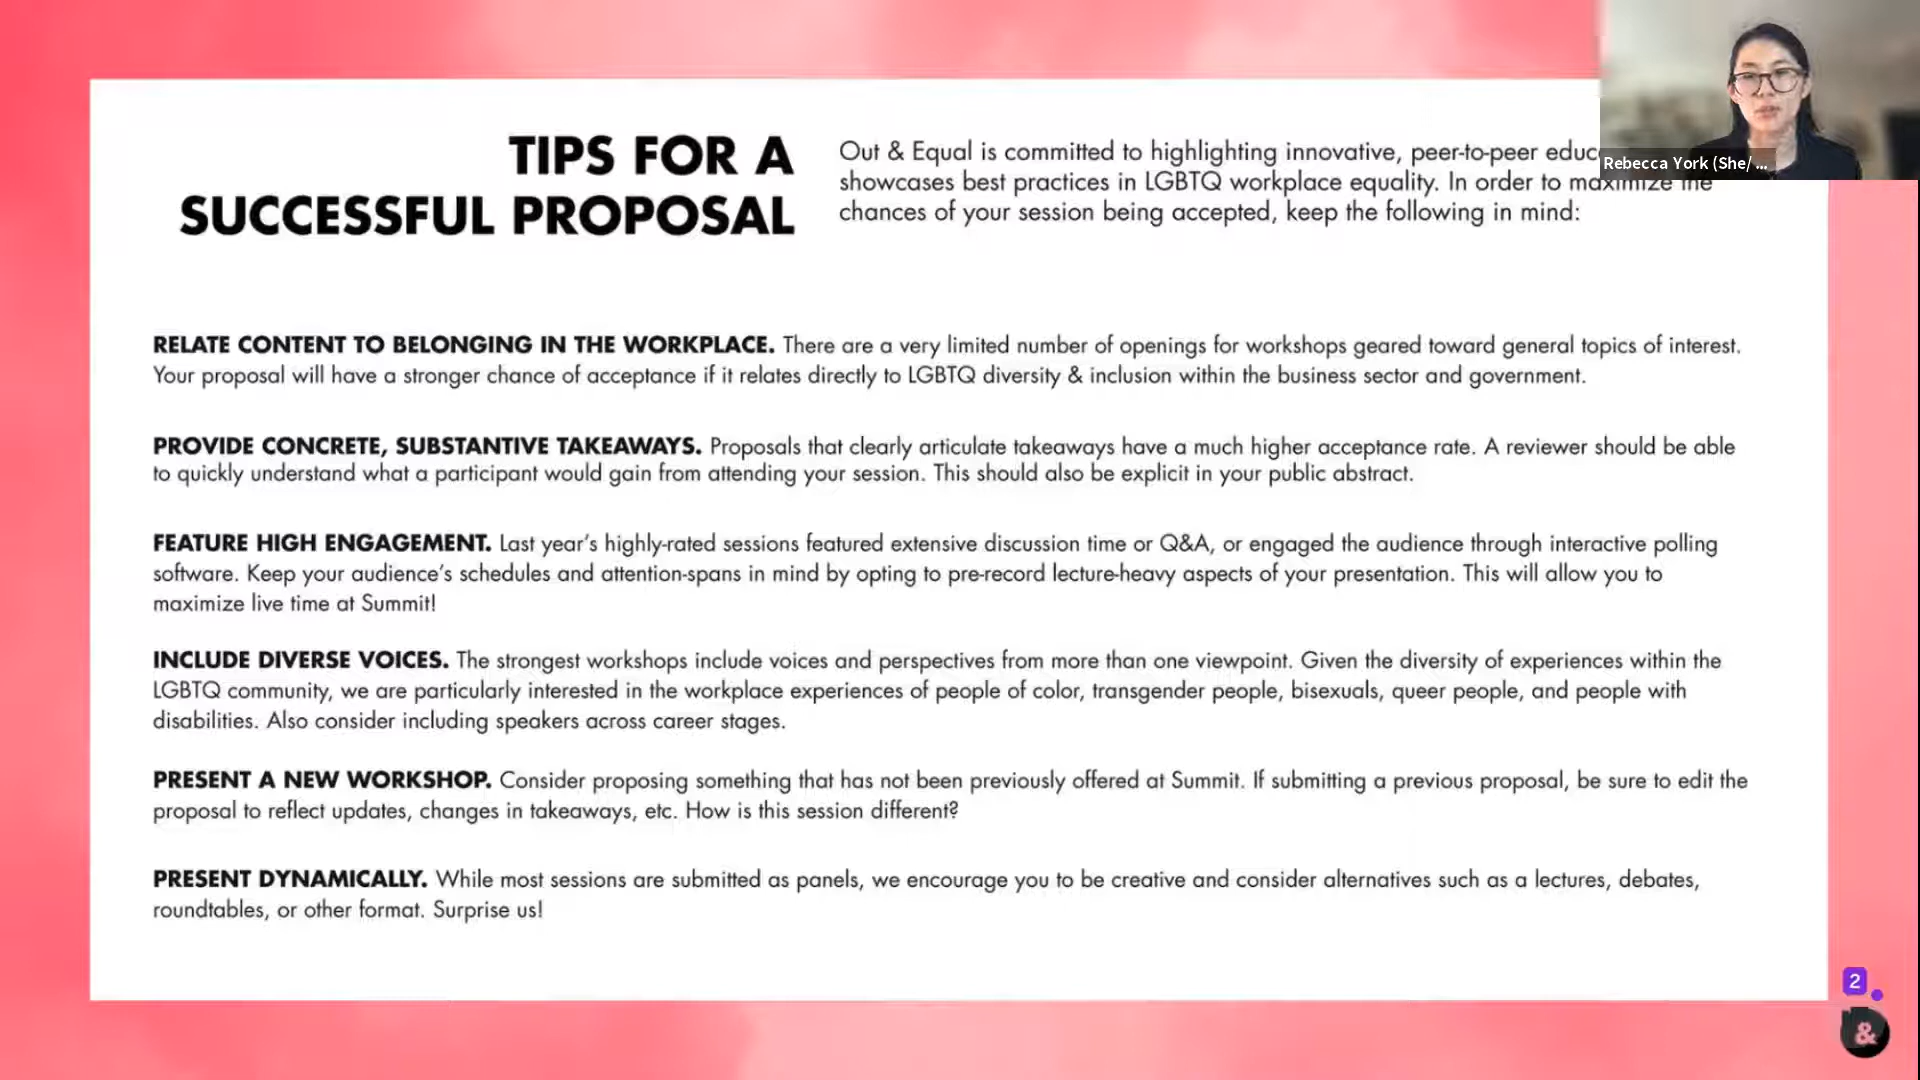 TIPS FOR A
SUCCESSFUL PROPOSAL
Out & Equal is committed to highlighting innovative, peer-to-peer
showcases best practices in LGBTQ workplace equality. In order to maximize the
chances of your session being accepted, keep the following in mind:
Rebecca York (She/ ...
RELATE CONTENT TO BELONGING IN THE WORKPLACE. There are a very limited number of openings for workshops geared toward general topics of interest.
Your proposal will have a stronger chance of acceptance if it relates directly to LGBTQ diversity & inclusion within the business sector and government.
PROVIDE CONCRETE, SUBSTANTIVE TAKEAWAYS. Proposals that clearly articulate takeaways have a much higher acceptance rate. A reviewer should be able
to quickly understand what a participant would gain from attending your session. This should also be explicit in your public abstract.
FEATURE HIGH ENGAGEMENT. Last year's highly-rated sessions featured extensive discussion time or Q&A, or engaged the audience through interactive polling
software. Keep your audience's schedules and attention-spans in mind by opting to pre-record lecture-heavy aspects of your presentation. This will allow you to
maximize live time at Summit!
INCLUDE DIVERSE VOICES. The strongest workshops include voices and perspectives from more than one viewpoint. Given the diversity of experiences within the
LGBTQ community, we are particularly interested in the workplace experiences of people of color, transgender people, bisexuals, queer people, and people with
disabilities. Also consider including speakers across career stages.
PRESENT A NEW WORKSHOP. Consider proposing something that has not been previously offered at Summit. If submitting a previous proposal, be sure to edit the
proposal to reflect updates, changes in takeaways, etc. How is this session different?
PRESENT DYNAMICALLY. While most sessions are submitted as panels, we encourage you to be creative and consider alternatives such as a lectures, debates,
roundtables, or other format. Surprise us!
2
&